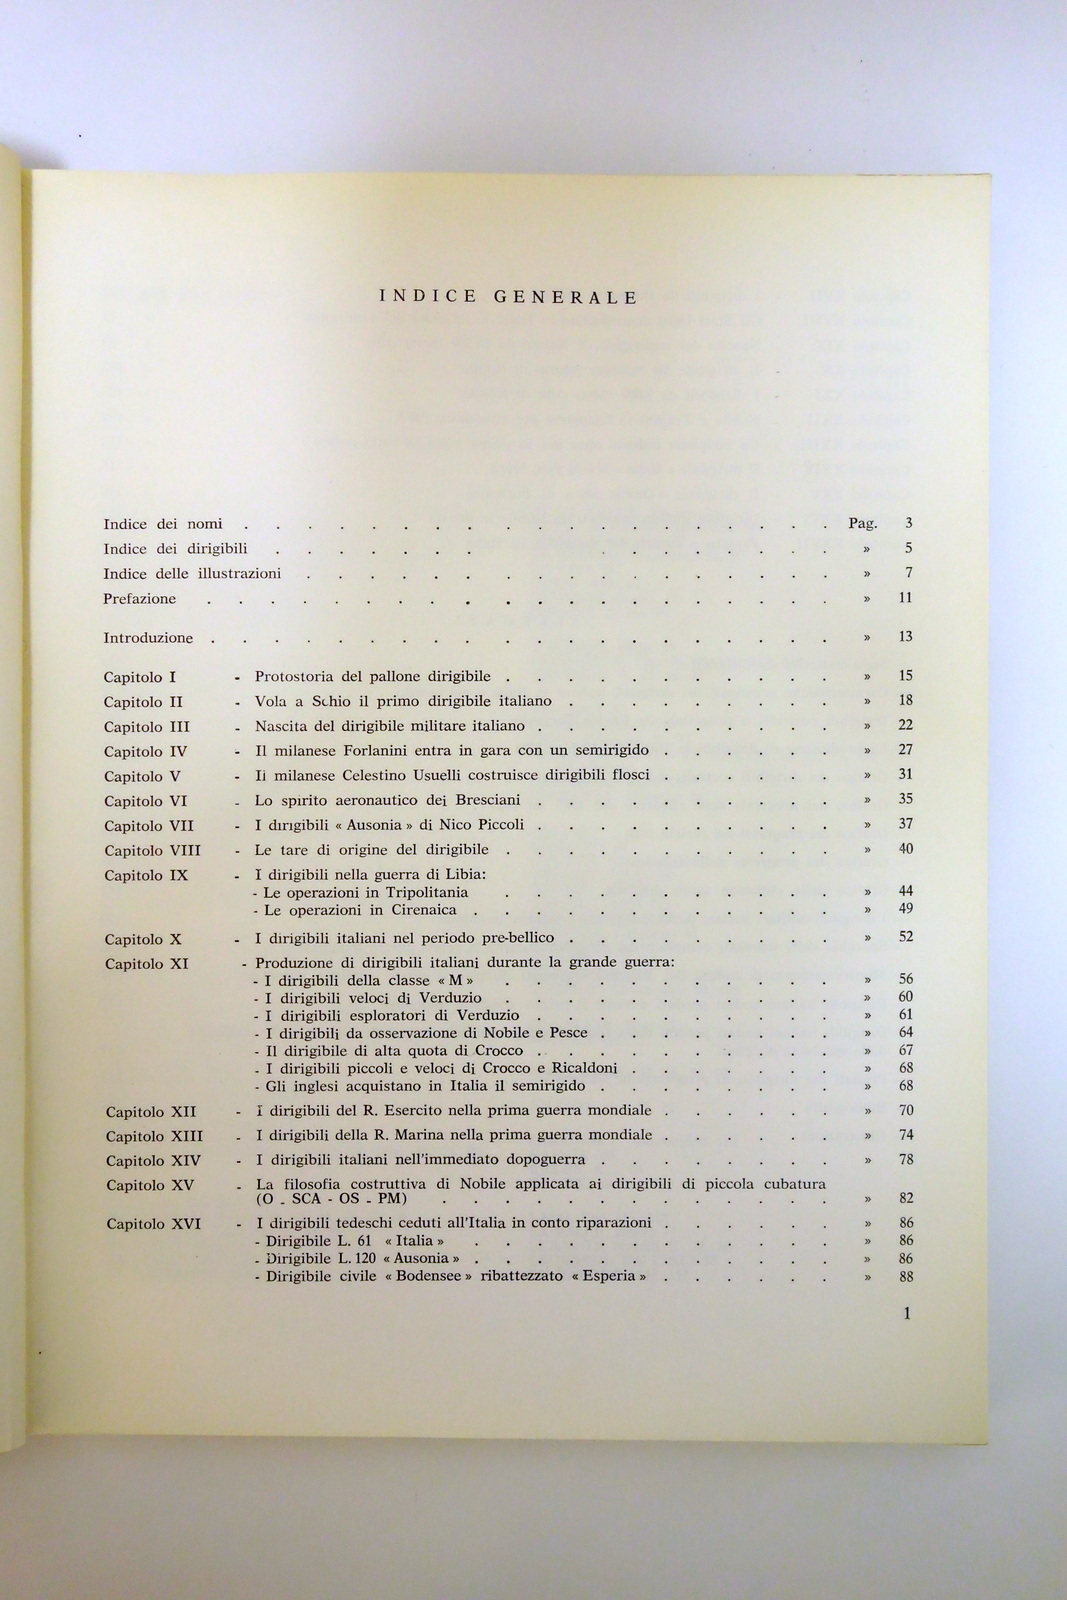 INDICE GENERALE
Indice dei nomi . . . . . . . . . . . . . . . . . . . Pag. 3
Indice dei dirigibili . . . . . . . . . . . . . . . » 5
Indice delle illustrazioni . . . . . . . . . . . . . . . . » 7
Prefazione . . . . . . . . . . . . . . . . . . . . » 11
Introduzione . . . . . . . . . . . . . . . . . . . . » 13
Capitolo I - Protostoria del pallone dirigibile . . . . . . . . . . . » 15
Capitolo II - Vola a Schio il primo dirigibile italiano . . . . . . . . . » 18
Capitolo III - Nascita del dirigibile militare italiano . . . . . . . . . . » 22
Capitolo IV - Il milanese Forlanini entra in gara con un semirigido . . . . . . » 27
Capitolo V - Il milanese Celestino Usuelli costruisce dirigibili flosci . . . . . . » 31
Capitolo VI - Lo spirito aeronautico dei Bresciani . . . . . . . . . . » 35
Capitolo VII - I dirigibili « Ausonia » di Nico Piccoli . . . . . . . . . . » 37
Capitolo VIII - Le tare di origine del dirigibile . . . . . . . . . . . » 40
Capitolo IX - I dirigibili nella guerra di Libia:
- Le operazioni in Tripolitania . . . . . . . . . . . » 44
- Le operazioni in Cirenaica . . . . . . . . . . . . » 49
Capitolo X - I dirigibili italiani nel periodo pre-bellico . . . . . . . . . » 52
Capitolo XI - Produzione di dirigibili italiani durante la grande guerra:
- I dirigibili della classe « M » . . . . . . . . . . . » 56
- I dirigibili veloci di Verduzio . . . . . . . . . . . » 60
- I dirigibili esploratori di Verduzio . . . . . . . . . . » 61
- I dirigibili da osservazione di Nobile e Pesce . . . . . . . . » 64
- Il dirigibile di alta quota di Crocco . . . . . . . . . . » 67
- I dirigibili piccoli e veloci di Crocco e Ricaldoni . . . . . . . » 68
- Gli inglesi acquistano in Italia il semirigido . . . . . . . . » 68
Capitolo XII - I dirigibili del R. Esercito nella prima guerra mondiale . . . . . . » 70
Capitolo XIII - I dirigibili della R. Marina nella prima guerra mondiale . . . . . . » 74
Capitolo XIV - I dirigibili italiani nell'immediato dopoguerra . . . . . . . . » 78
Capitolo XV - La filosofia costruttiva di Nobile applicata ai dirigibili di piccola cubatura
(O - SCA - OS - PM) . . . . . . . . . . . . . » 82
Capitolo XVI - I dirigibili tedeschi ceduti all'Italia in conto riparazioni . . . . . . » 86
- Dirigibile L. 61 « Italia » . . . . . . . . . . . . » 86
- Dirigibile L. 120 « Ausonia » . . . . . . . . . . . . » 86
- Dirigibile civile « Bodensee » ribattezzato « Esperia » . . . . . . » 88
1